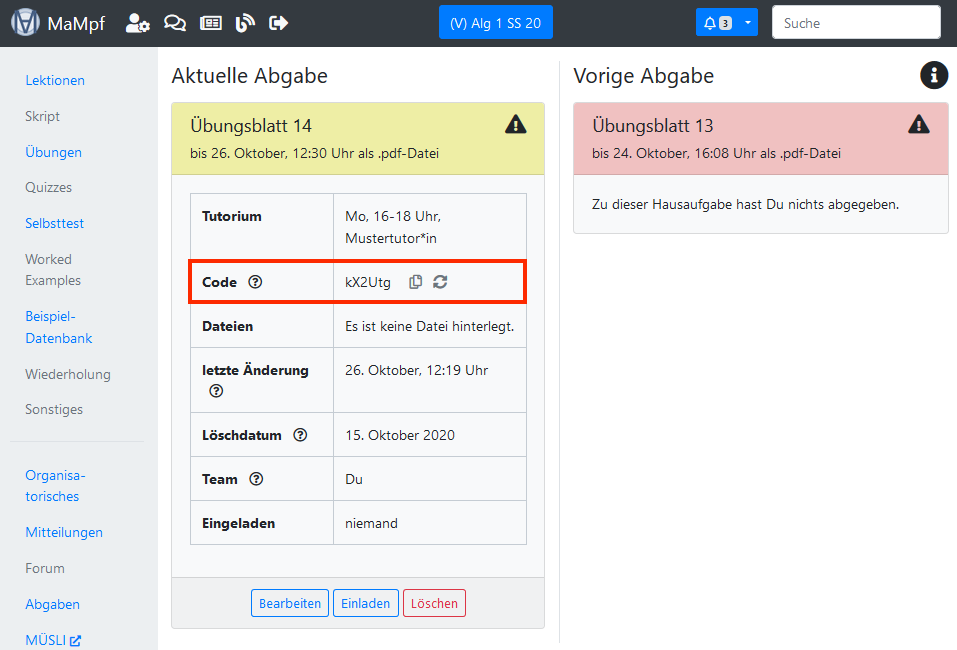 MaMpf
(V) Alg 1 SS 20
3
Suche
Lektionen
Skript
Übungen
Quizzes
Selbsttest
Worked
Examples
Beispiel-
Datenbank
Wiederholung
Sonstiges
Organisa-
torisches
Mitteilungen
Forum
Abgaben
MÜSLI
Aktuelle Abgabe
Übungsblatt 14
bis 26. Oktober, 12:30 Uhr als .pdf-Datei
Tutorium Mo, 16-18 Uhr,
Mustertutor*in
Code kX2Utg
Dateien Es ist keine Datei hinterlegt.
letzte Änderung 26. Oktober, 12:19 Uhr
Löschdatum 15. Oktober 2020
Team Du
Eingeladen niemand
Bearbeiten Einladen Löschen
Vorige Abgabe
Übungsblatt 13
bis 24. Oktober, 16:08 Uhr als .pdf-Datei
Zu dieser Hausaufgabe hast Du nichts abgegeben.